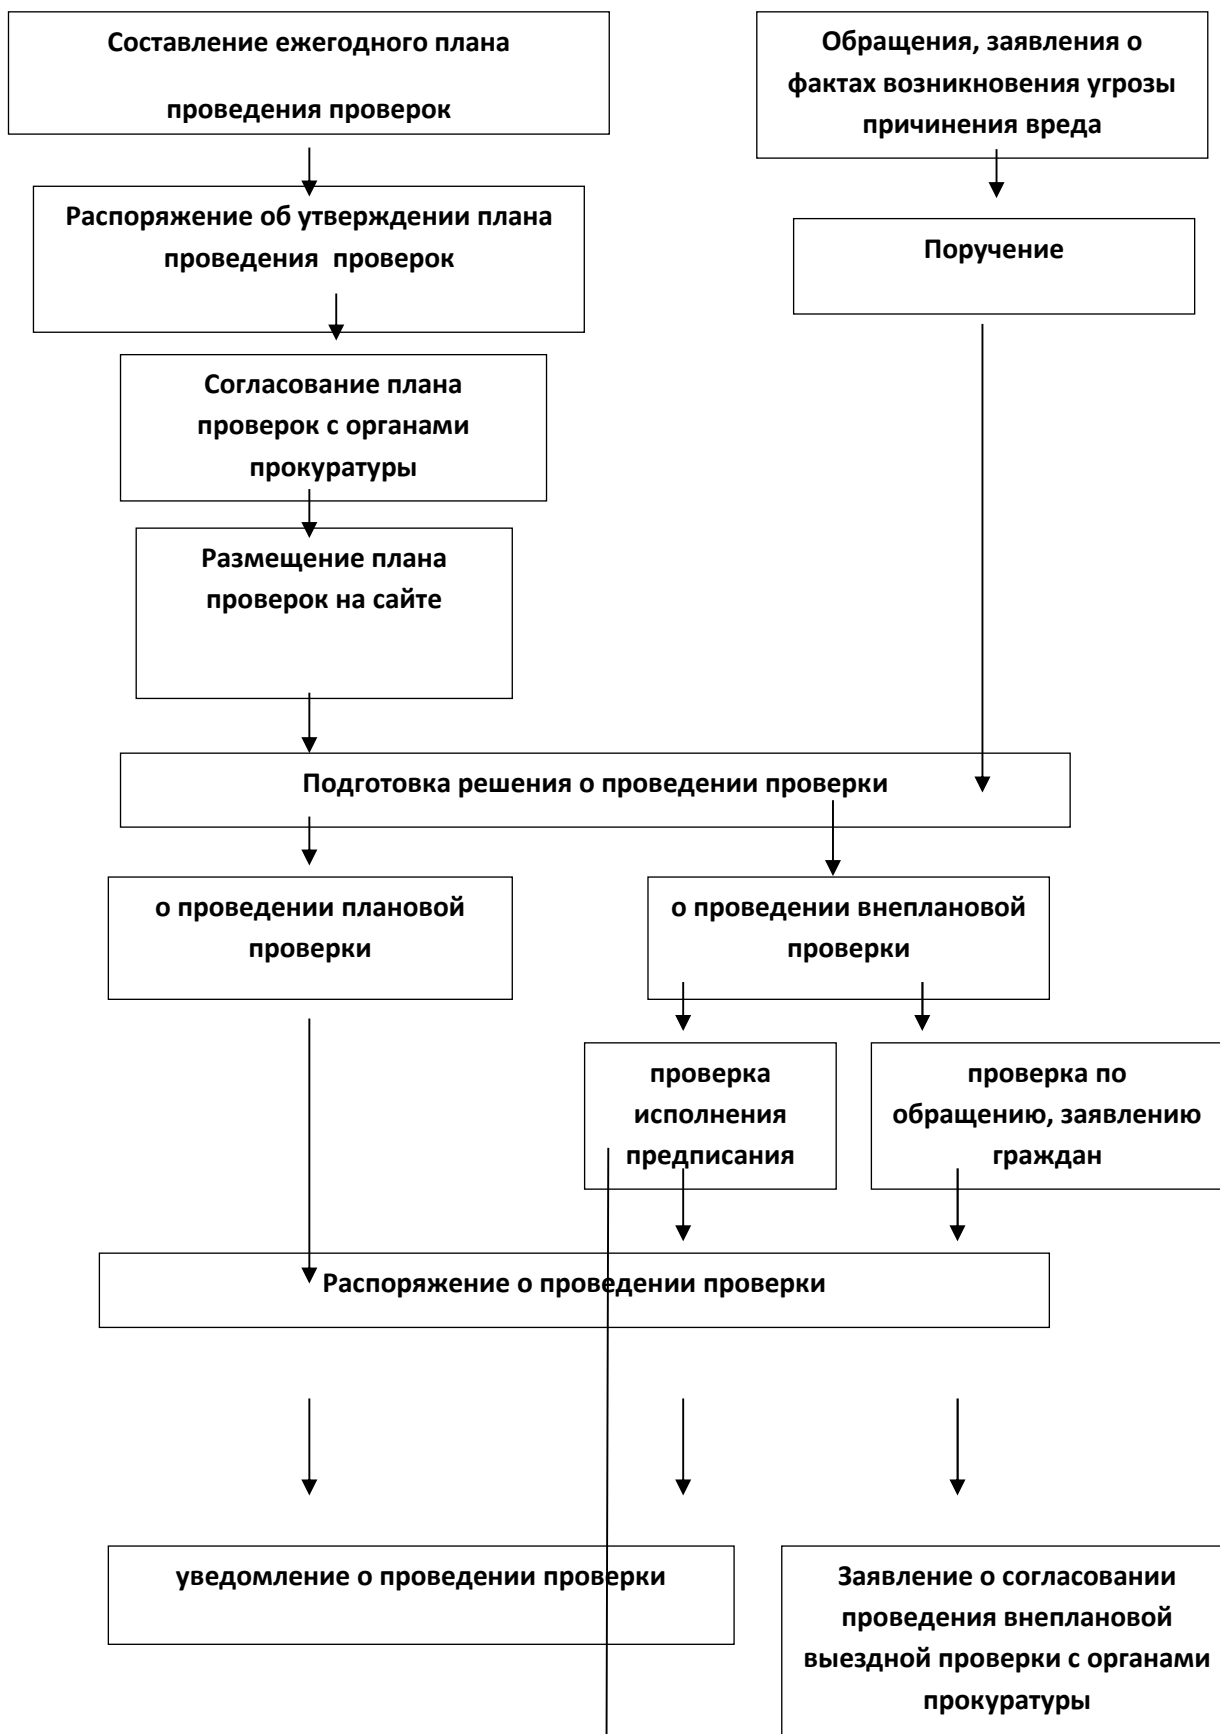 Составление ежегодного плана
проведения проверок
Обращения, заявления о
фактах возникновения угрозы
причинения вреда
Распоряжение об утверждении плана
проведения проверок
Поручение
Согласование плана
проверок с органами
прокуратуры
Размещение плана
проверок на сайте
Подготовка решения о проведении проверки
о проведении плановой
проверки
о проведении внеплановой
проверки
проверка
исполнения
предписания
проверка по
обращению, заявлению
граждан
Распоряжение о проведении проверки
уведомление о проведении проверки
Заявление о согласовании
проведения внеплановой
выездной проверки с органами
прокуратуры